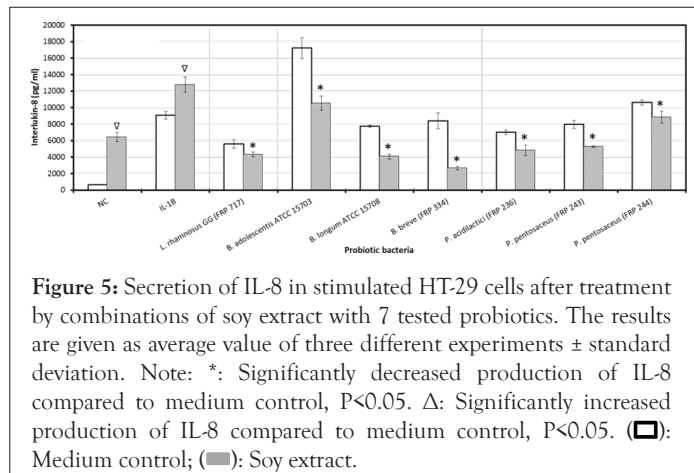 20000
18000
16000
14000
12000
10000
8000
6000
4000
2000
0
Interlukin-8 (pg/ml)
∇
∇
*
*
*
*
*
*
*
NC
IL-1B
L. rhamnosus GG (FRP 717)
B. adolescentis ATCC 15703
B. longum ATCC 15708
B. breve (FRP 334)
P. acidilactici (FRP 236)
P. pentosaceus (FRP 243)
P. pentosaceus (FRP 244)
Probiotic bacteria
Figure 5: Secretion of IL-8 in stimulated HT-29 cells after treatment
by combinations of soy extract with 7 tested probiotics. The results
are given as average value of three different experiments ± standard
deviation. Note: *: Significantly decreased production of IL-8
compared to medium control, P<0.05. Δ: Significantly increased
production of IL-8 compared to medium control, P<0.05. (☐):
Medium control; (■): Soy extract.